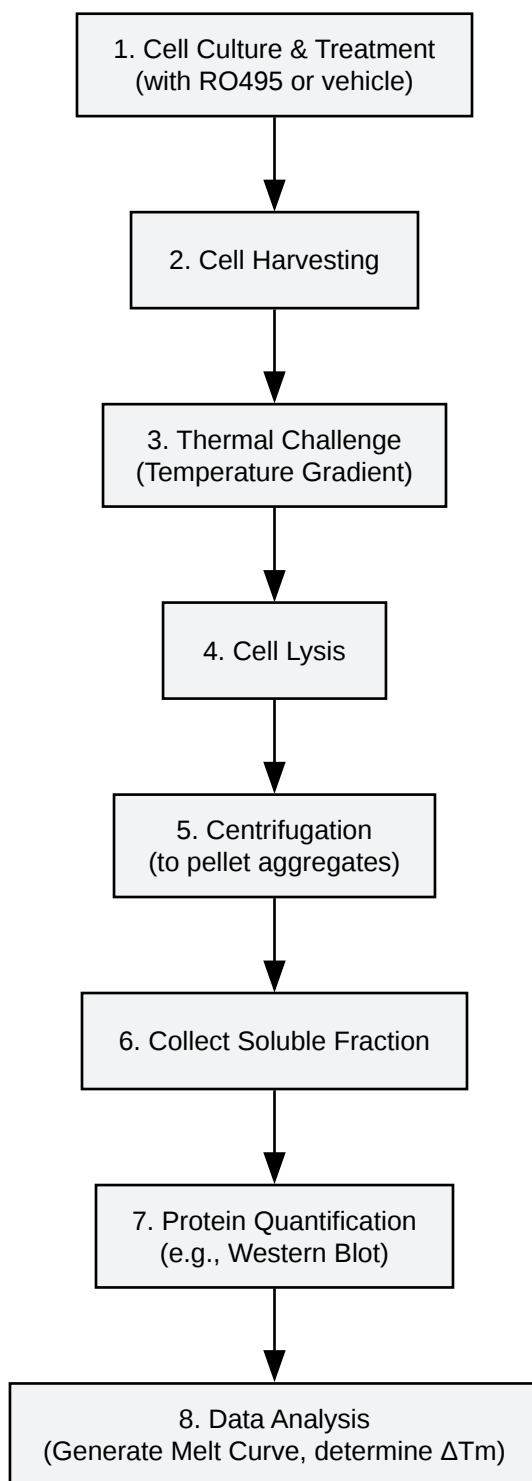 1. Cell Culture & Treatment
(with RO495 or vehicle)
2. Cell Harvesting
3. Thermal Challenge
(Temperature Gradient)
4. Cell Lysis
5. Centrifugation
(to pellet aggregates)
6. Collect Soluble Fraction
7. Protein Quantification
(e.g., Western Blot)
8. Data Analysis
(Generate Melt Curve, determine ΔTm)